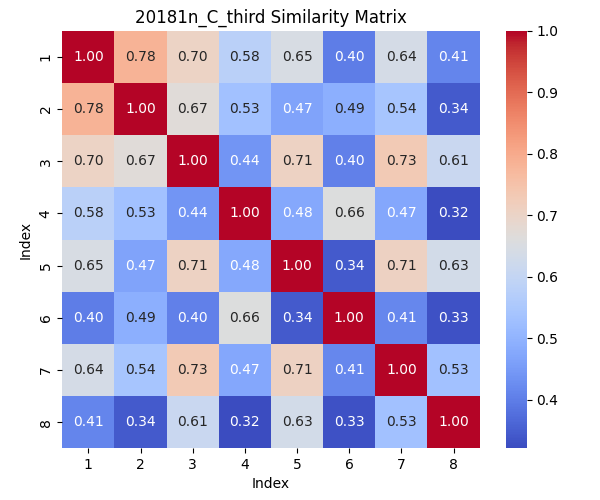 20181n_C_third Similarity Matrix
1 1.00 0.78 0.70 0.58 0.65 0.40 0.64 0.41
2 0.78 1.00 0.67 0.53 0.47 0.49 0.54 0.34
3 0.70 0.67 1.00 0.44 0.71 0.40 0.73 0.61
4 0.58 0.53 0.44 1.00 0.48 0.66 0.47 0.32
5 0.65 0.47 0.71 0.48 1.00 0.34 0.71 0.63
6 0.40 0.49 0.40 0.66 0.34 1.00 0.41 0.33
7 0.64 0.54 0.73 0.47 0.71 0.41 1.00 0.53
8 0.41 0.34 0.61 0.32 0.63 0.33 0.53 1.00
1 2 3 4 5 6 7 8
Index
Index
1.0
0.9
0.8
0.7
0.6
0.5
0.4